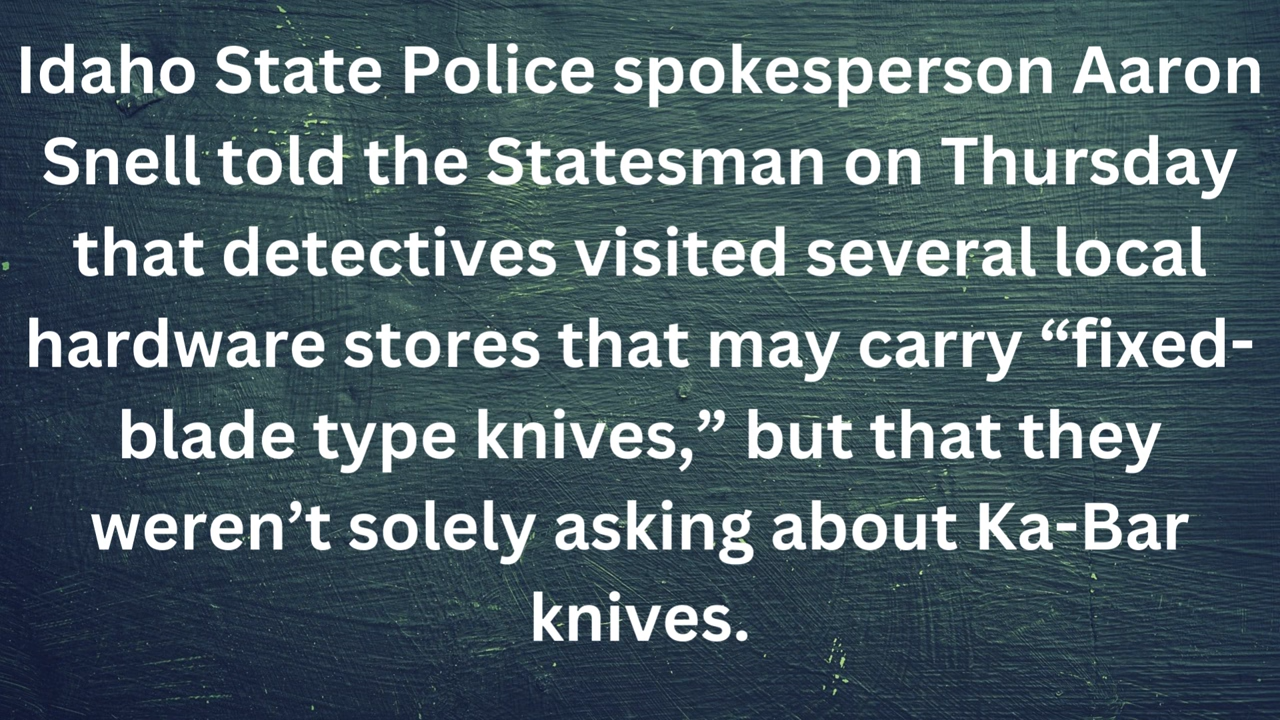 Idaho State Police spokesperson Aaron
Snell told the Statesman on Thursday
that detectives visited several local
hardware stores that may carry “fixed-
blade type knives,” but that they
weren’t solely asking about Ka-Bar
knives.